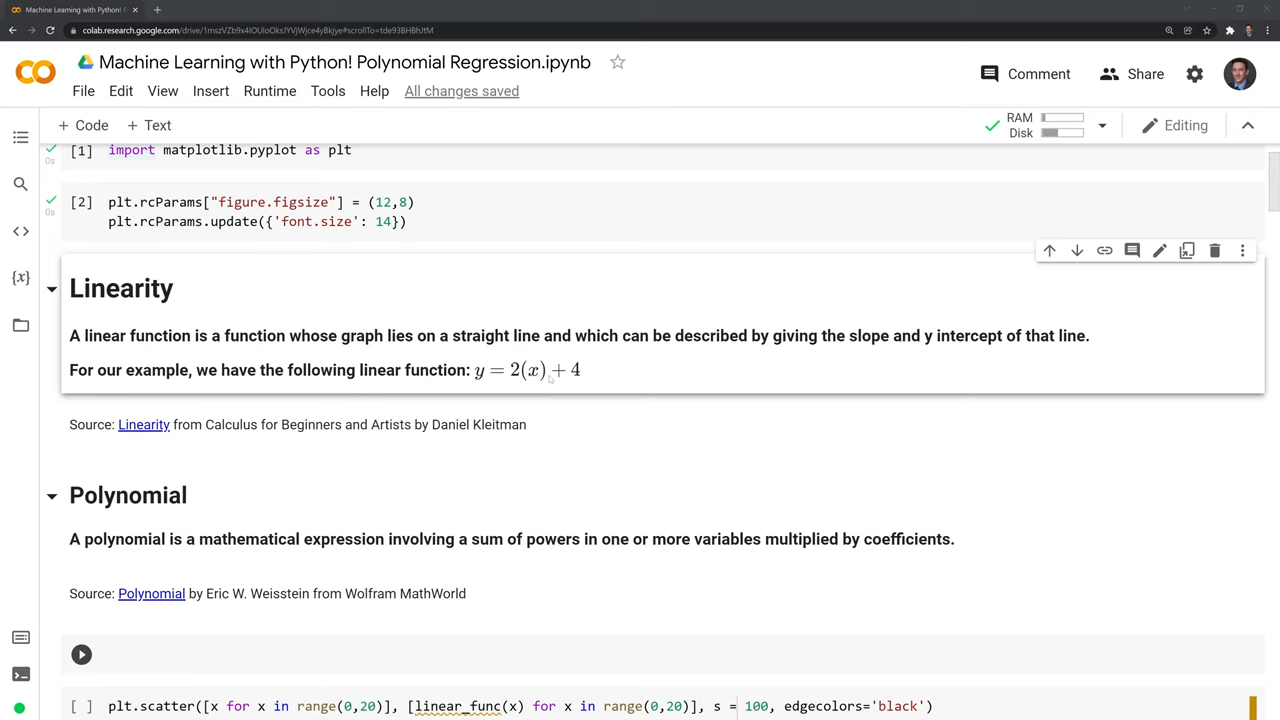 Machine Learning with Python! P
colab.research.google.com/drive/1mszVZb9x4IOUIoOksJYVjWjce4yBkjye#scrollTo=tde93BHBhJtM
Machine Learning with Python! Polynomial Regression.ipynb
Comment
Share
File Edit View Insert Runtime Tools Help All changes saved
+ Code + Text
RAM
Disk
Editing
[1] import matplotlib.pyplot as plt
0s
[2] plt.rcParams["figure.figsize"] = (12,8)
0s
plt.rcParams.update({'font.size': 14})
Linearity
A linear function is a function whose graph lies on a straight line and which can be described by giving the slope and y intercept of that line.
For our example, we have the following linear function: y = 2(x) + 4
Source: Linearity from Calculus for Beginners and Artists by Daniel Kleitman
Polynomial
A polynomial is a mathematical expression involving a sum of powers in one or more variables multiplied by coefficients.
Source: Polynomial by Eric W. Weisstein from Wolfram MathWorld
[ ] plt.scatter([x for x in range(0,20)], [linear_func(x) for x in range(0,20)], s = 100, edgecolors='black')